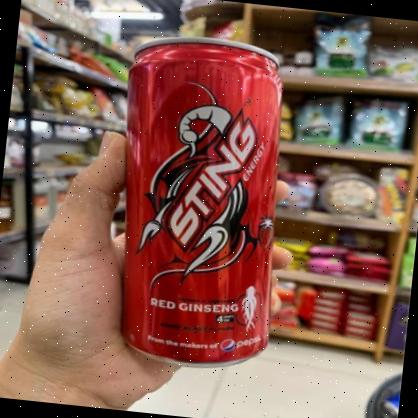 STING
ENERGY
RED GINSENG
From the makers of pepsi